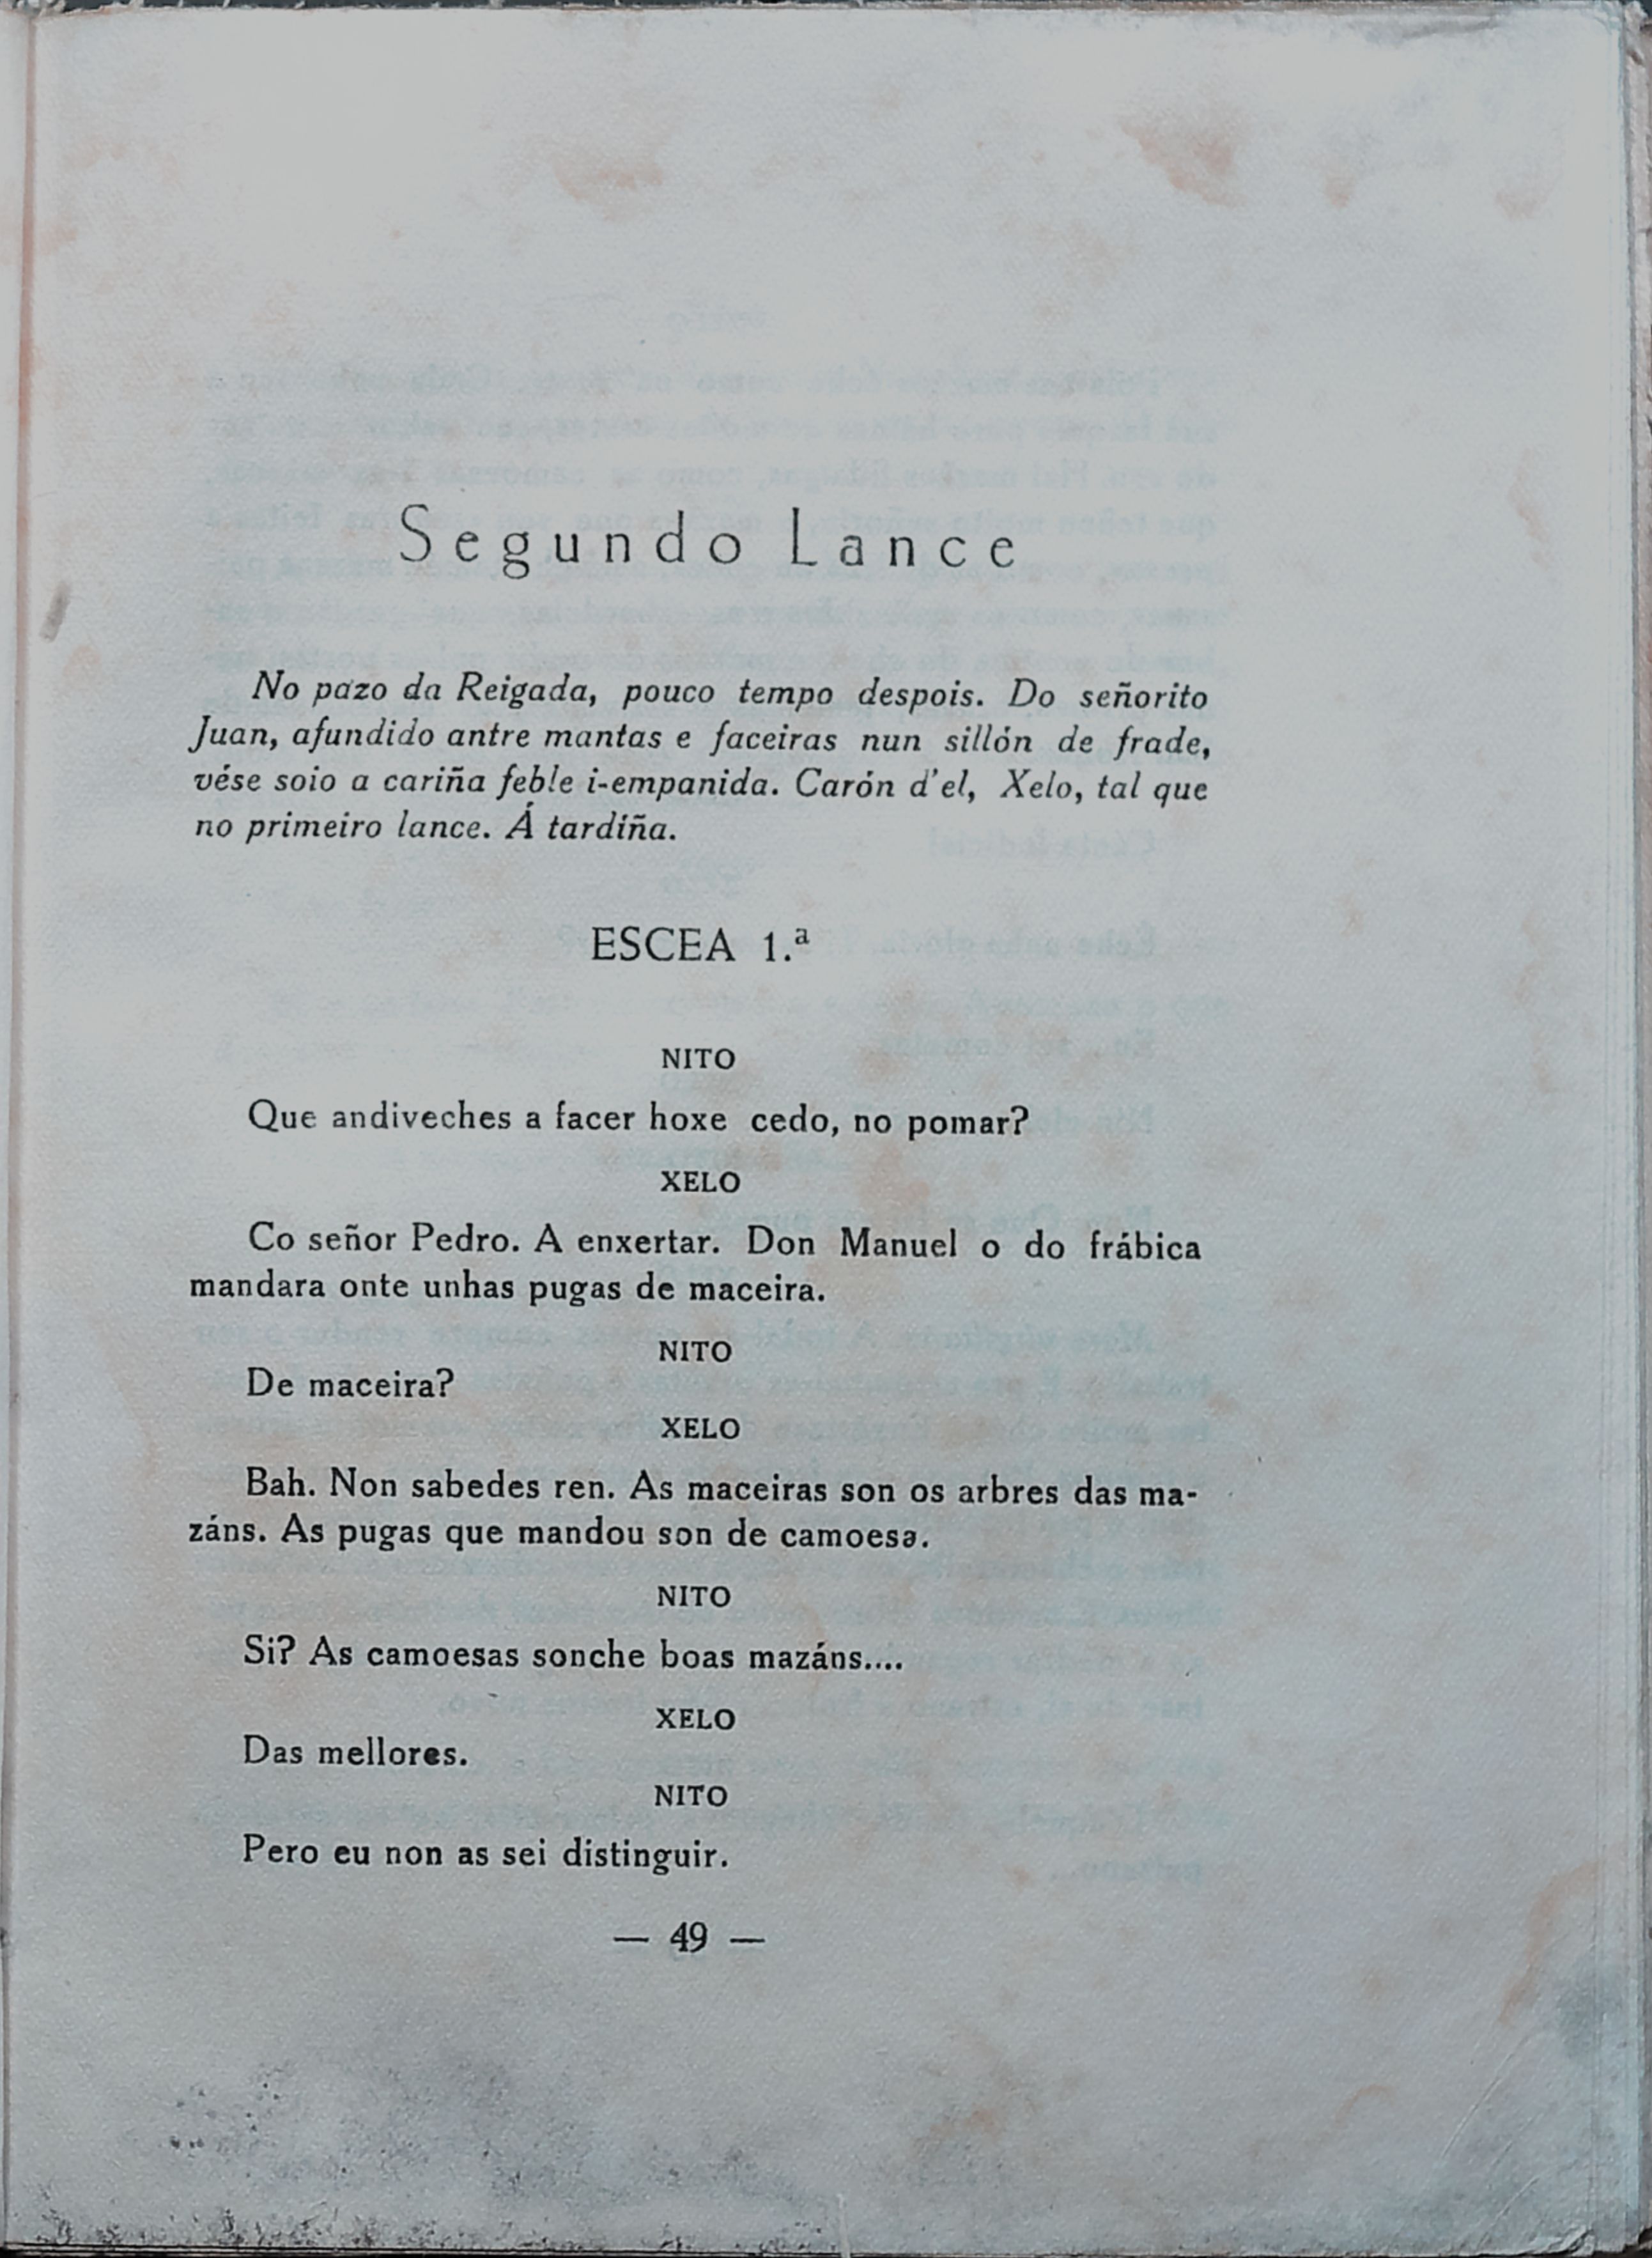 Segundo Lance
No pazo da Reigada, pouco tempo despois. Do señorito
Juan, afundido antre mantas e faceiras nun sillón de frade,
vése soio a cariña feble i-empanida. Carón d'el, Xelo, tal que
no primeiro lance. Á tardiña.
ESCEA 1.ª
NITO
Que andiveches a facer hoxe cedo, no pomar?
XELO
Co señor Pedro. A enxertar. Don Manuel o do frábica
mandara onte unhas pugas de maceira.
NITO
De maceira?
XELO
Bah. Non sabedes ren. As maceiras son os arbres das ma-
záns. As pugas que mandou son de camoesa.
NITO
Si? As camoesas sonche boas mazáns....
XELO
Das mellores.
NITO
Pero eu non as sei distinguir.
— 49 —